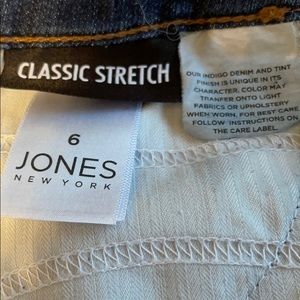 CLASSIC STRETCH
6
JONES
NEW YORK
OUR INDIGO DENIM AND TINT
FINISH IS UNIQUE IN ITS
CHARACTER, COLOR MAY
TRANFER ONTO LIGHT
FABRICS OR UPHOLSTERY
WHEN WORN. FOR BEST CARE
FOLLOW INSTRUCTIONS ON
THE CARE LABEL.